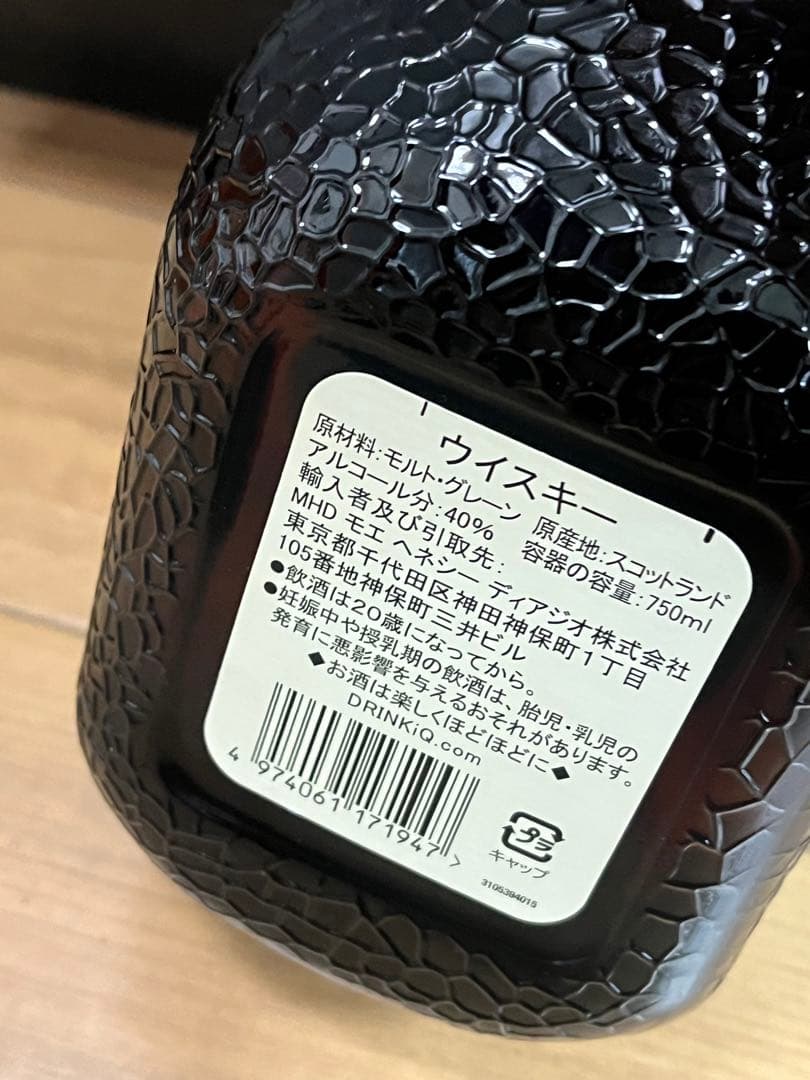 ウイスキー
原材料:モルト・グレーン 原産地:スコットランド
アルコール分:40% 容器の容量:750ml
輸入者及び引取先:
MHD モエ ヘネシー ディアジオ株式会社
東京都千代田区神田神保町1丁目
105番地神保町三井ビル
●飲酒は20歳になってから。
●妊娠中や授乳期の飲酒は、胎児・乳児の
発育に悪影響を与えるおそれがあります。
◆お酒は楽しくほどほどに◆
DRINKiQ.com
4 974061 171947 >
プラ
キャップ
3105394015